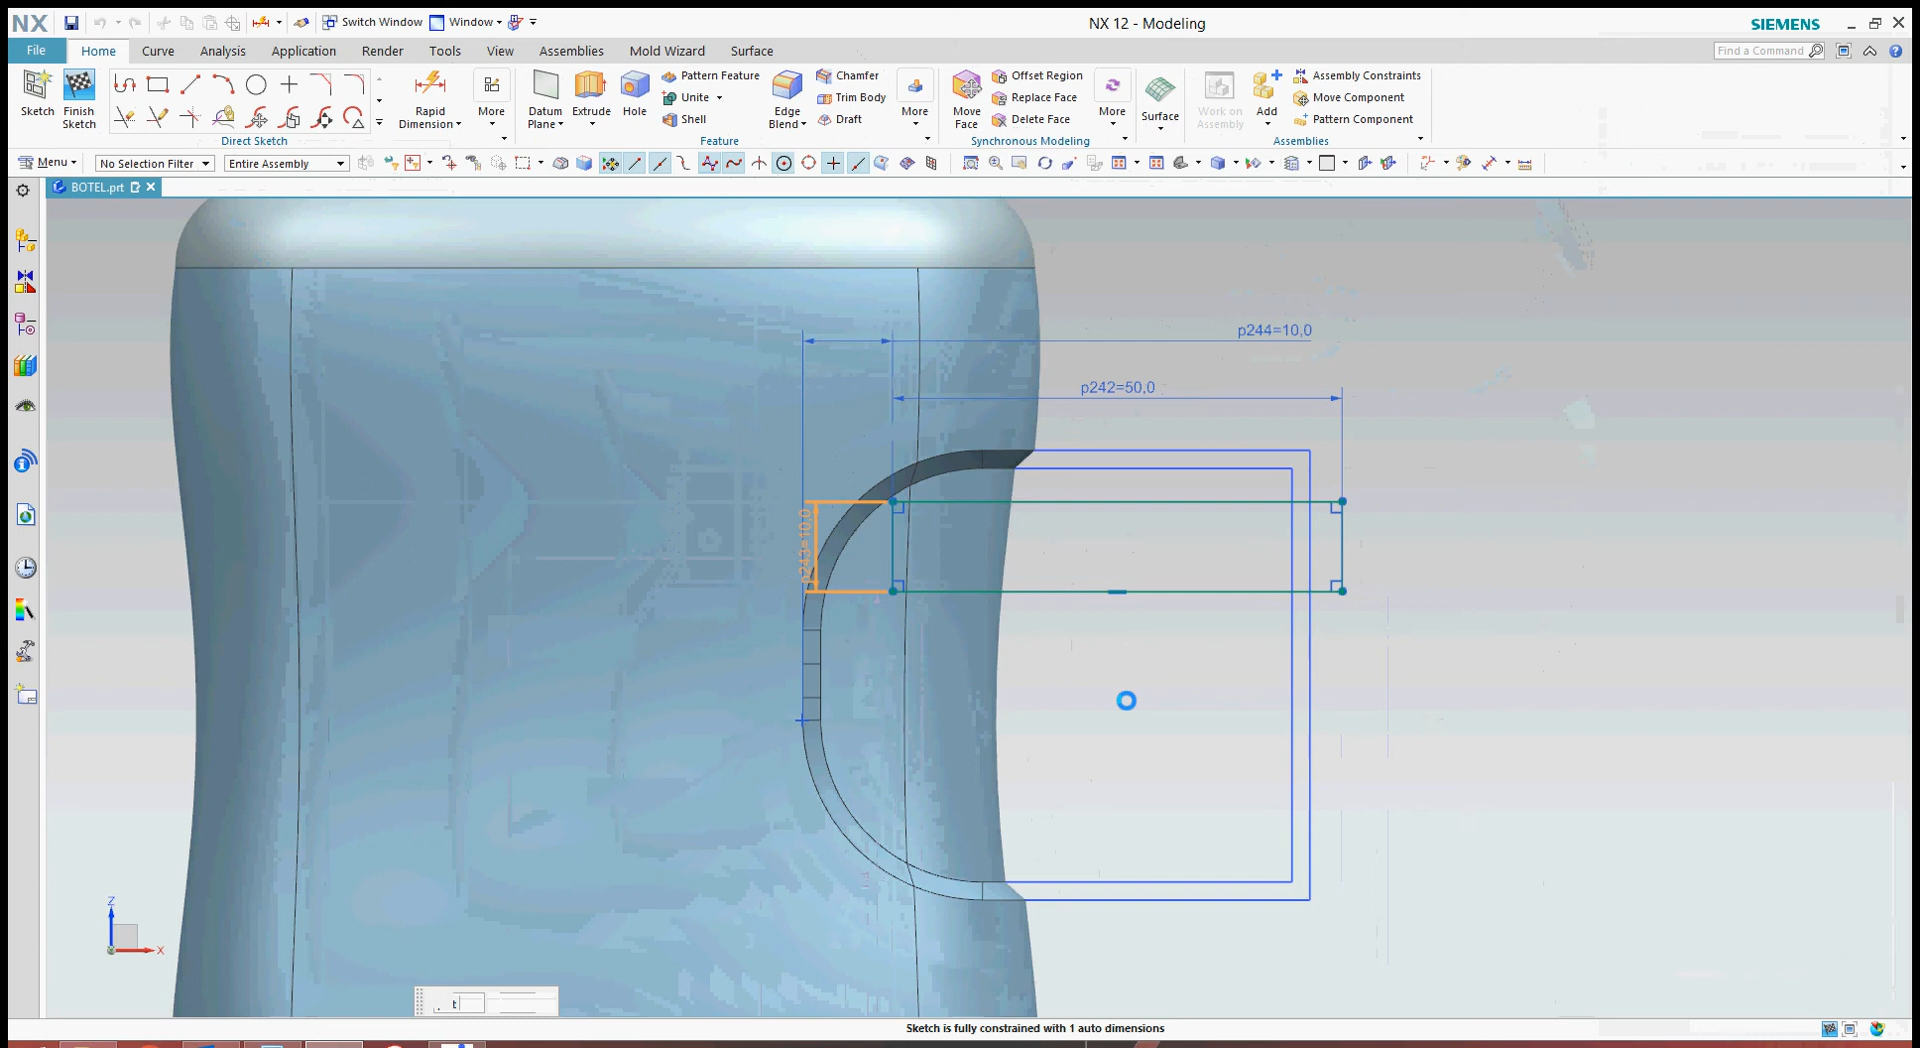 NX
Switch Window
Window
NX 12 - Modeling
SIEMENS
File
Home
Curve
Analysis
Application
Render
Tools
View
Assemblies
Mold Wizard
Surface
Find a Command
Sketch
Finish
Sketch
Rapid
Dimension
More
Direct Sketch
Datum
Plane
Extrude
Hole
Pattern Feature
Unite
Shell
Edge
Blend
Chamfer
Trim Body
Draft
More
Feature
Move
Face
Offset Region
Replace Face
Delete Face
More
Synchronous Modeling
Surface
Work on
Assembly
Add
Assembly Constraints
Move Component
Pattern Component
Assemblies
Menu
No Selection Filter
Entire Assembly
BOTEL.prt
p244=10,0
p242=50,0
p243=10,0
Z
X
t
Sketch is fully constrained with 1 auto dimensions